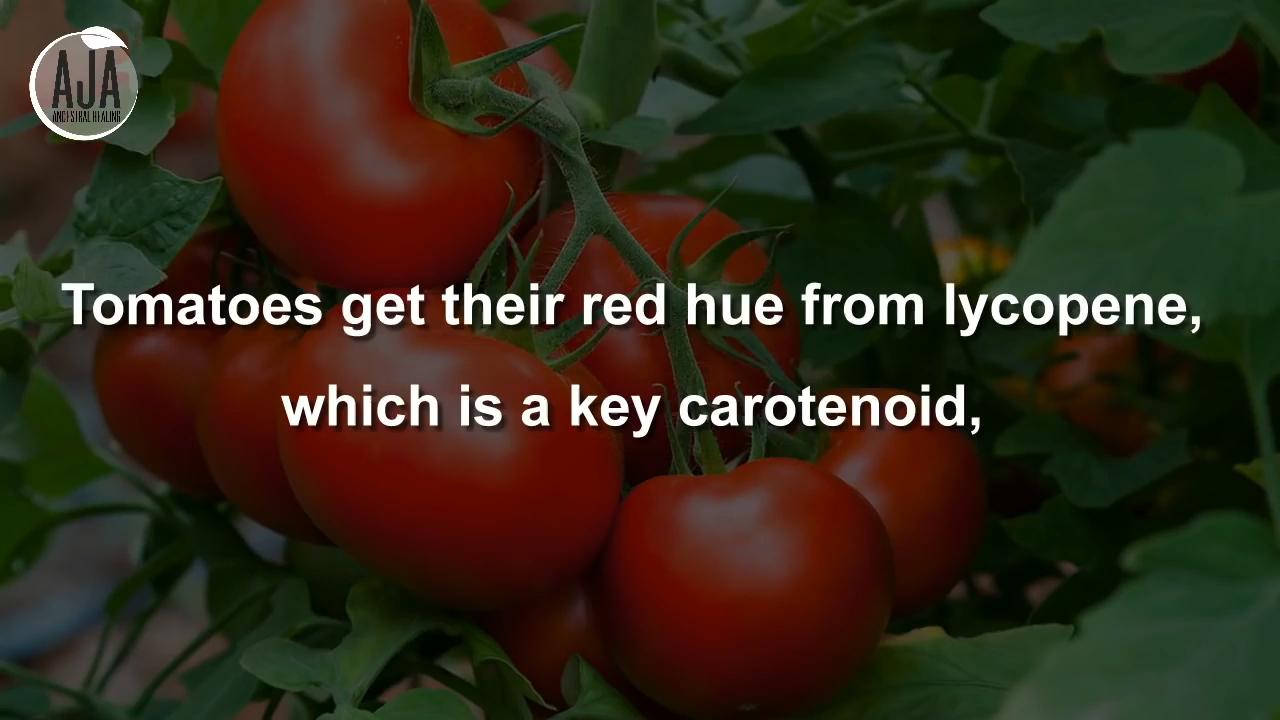 AJA
ANCESTRAL HEALING
Tomatoes get their red hue from lycopene,
which is a key carotenoid,